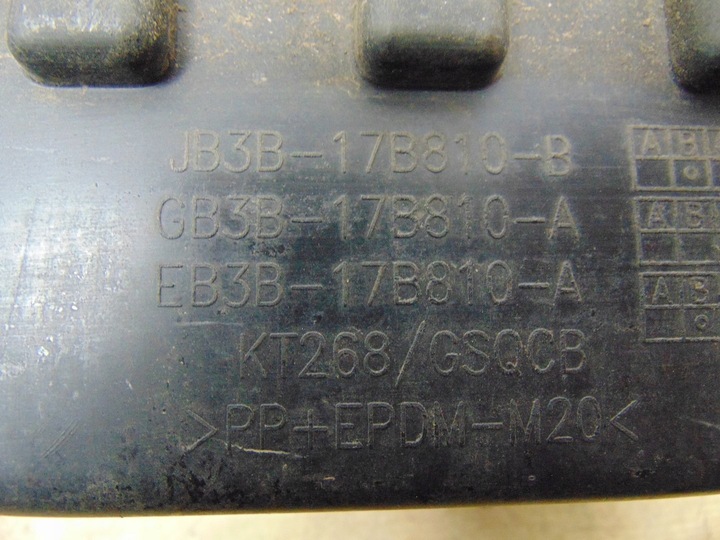 JB3B-17B810-B
GB3B-17B810-A
EB3B-17B810-A
KT268/GSQCB
>PP+EPDM-M20<
A B
A B
A B